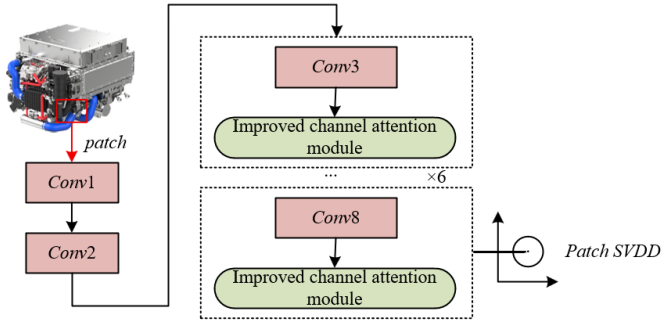 patch
Conv1
Conv2
Conv3
Improved channel attention
module
...
×6
Conv8
Improved channel attention
module
Patch SVDD